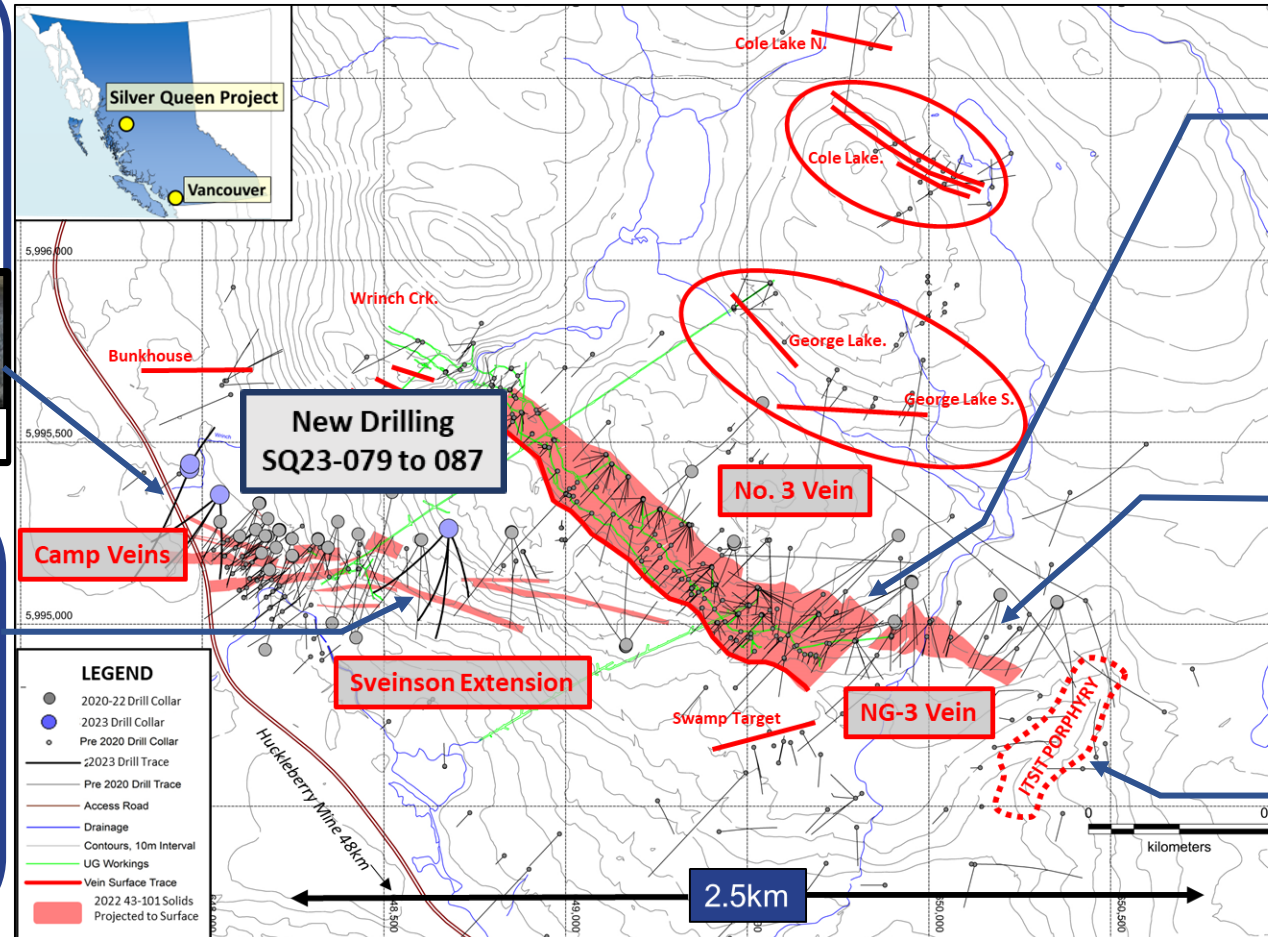 Silver Queen Project
Vancouver
Cole Lake N.
Cole Lake.
5,996,000
Wrinch Crk.
Bunkhouse
George Lake.
George Lake S.
New Drilling
SQ23-079 to 087
5,995,500
Wrinch
No. 3 Vein
Camp Veins
5,995,000
Sveinson Extension
NG-3 Vein
Swamp Target
ITSIT PORPHYRY
LEGEND
2020-22 Drill Collar
2023 Drill Collar
Pre 2020 Drill Collar
2023 Drill Trace
Pre 2020 Drill Trace
Access Road
Drainage
Contours, 10m Interval
UG Workings
Vein Surface Trace
2022 43-101 Solids
Projected to Surface
Huckleberry Mine 48km
0
kilometers
2.5km
48,500
49,000
650,000
650,500